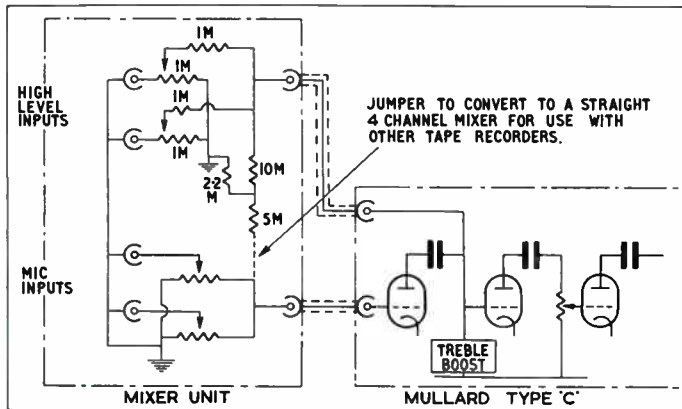 1M
1M
HIGH
LEVEL
INPUTS
1M
1M
2·2
M
10M
5M
JUMPER TO CONVERT TO A STRAIGHT
4 CHANNEL MIXER FOR USE WITH
OTHER TAPE RECORDERS.
MIC
INPUTS
TREBLE
BOOST
MIXER UNIT
MULLARD TYPE "C"